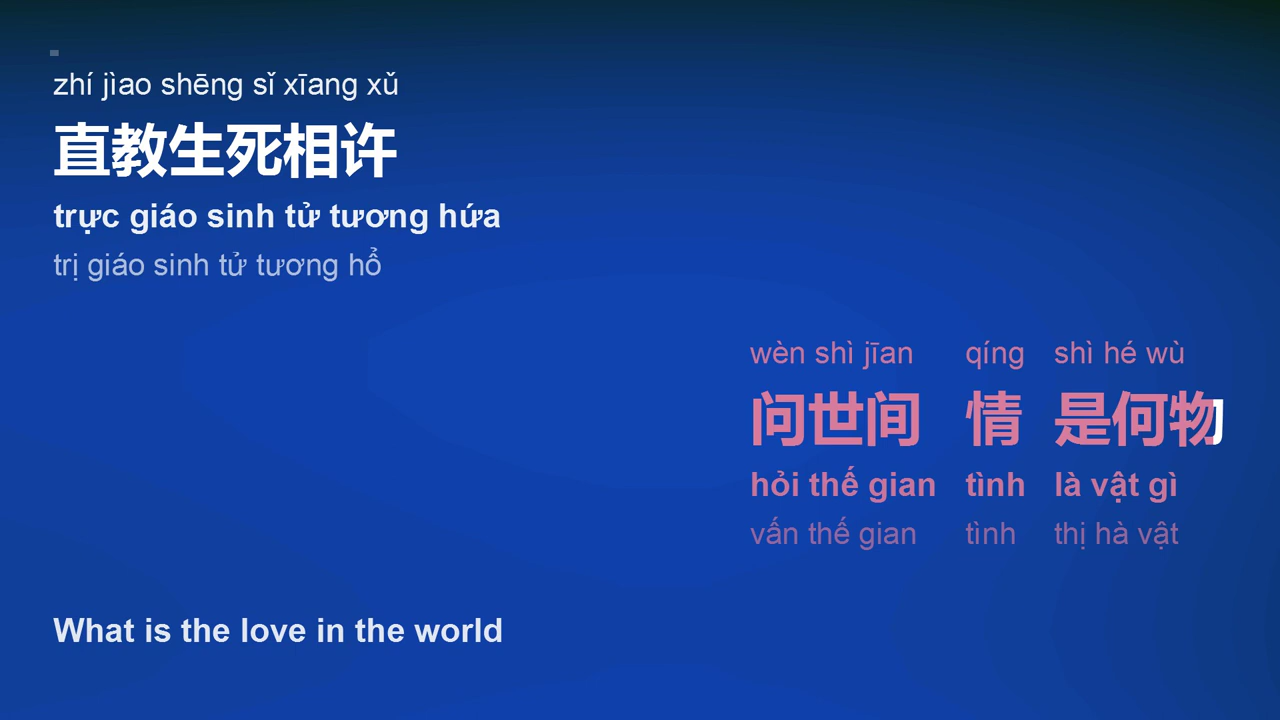 zhí jìao shēng sǐ xīang xǔ
直教生死相许
trực giáo sinh tử tương hứa
trị giáo sinh tử tương hổ
wèn shì jīan qíng shì hé wù
问世间 情 是何物
hỏi thế gian tình là vật gì
vấn thế gian tình thị hà vật
What is the love in the world